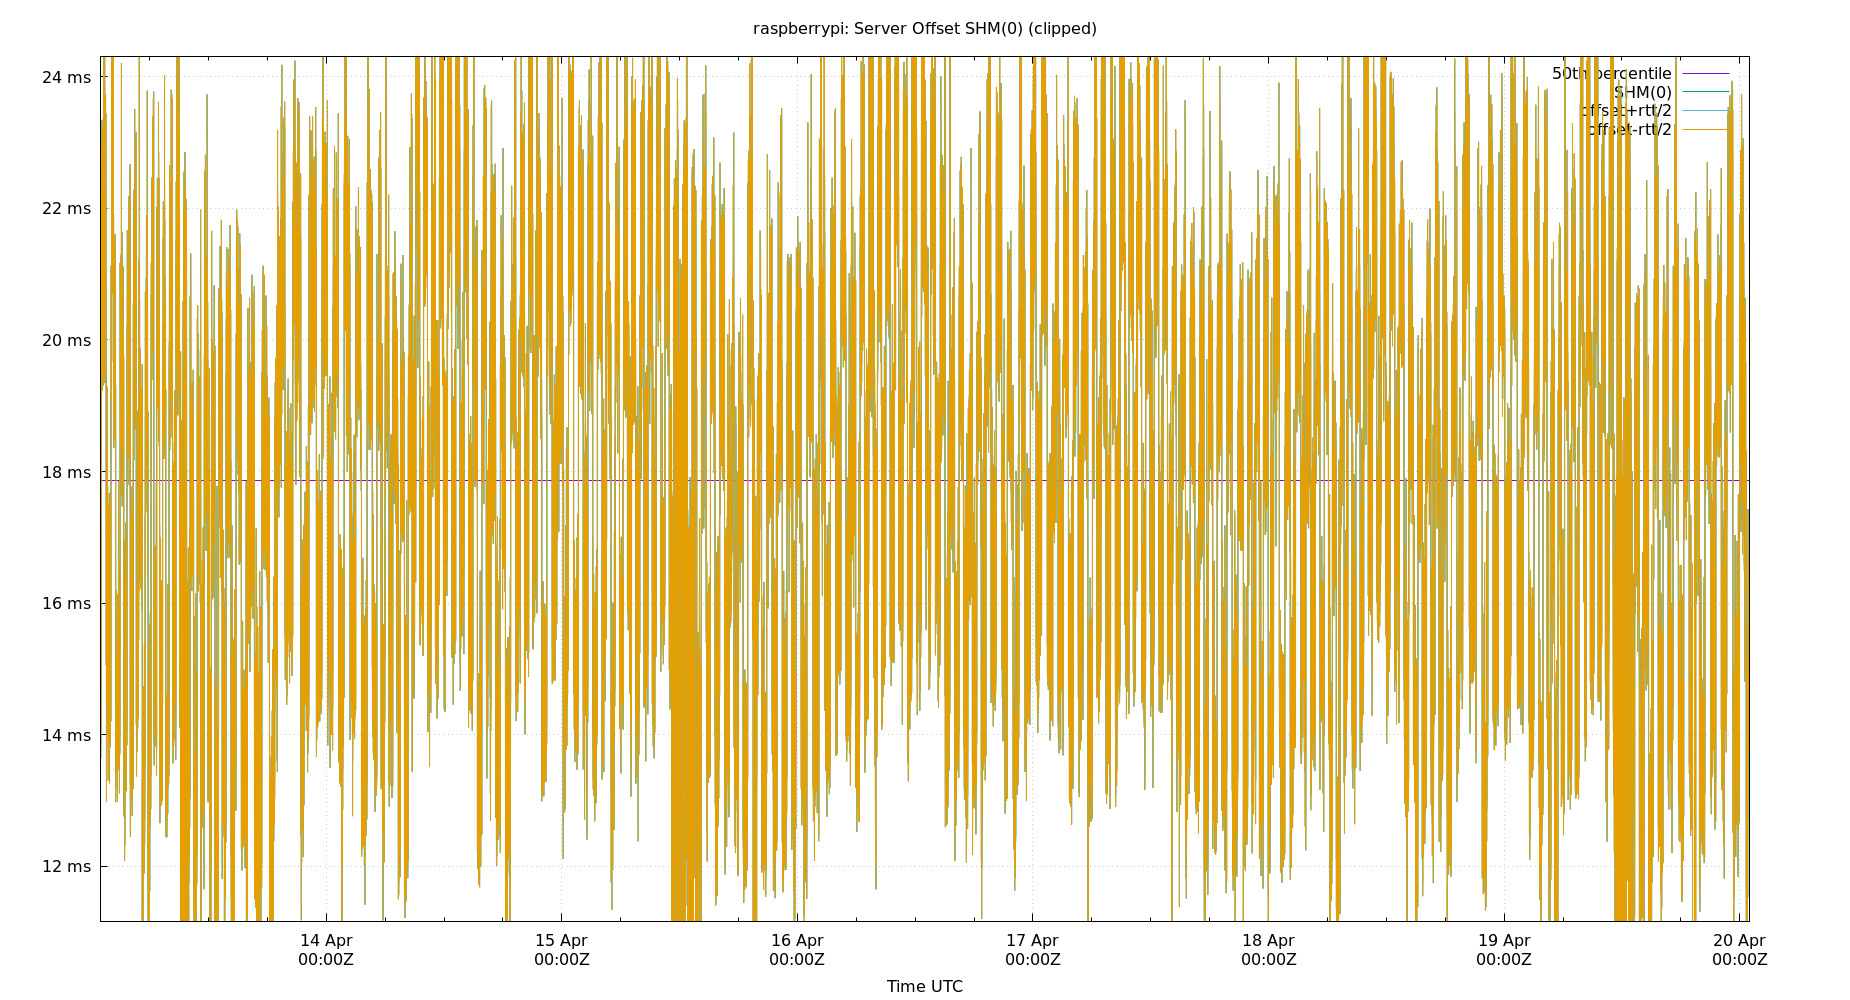 raspberrypi: Server Offset SHM(0) (clipped)
24 ms
22 ms
20 ms
18 ms
16 ms
14 ms
12 ms
50th percentile
SHM(0)
offset+rtt/2
offset-rtt/2
14 Apr
00:00Z
15 Apr
00:00Z
16 Apr
00:00Z
17 Apr
00:00Z
18 Apr
00:00Z
19 Apr
00:00Z
20 Apr
00:00Z
Time UTC